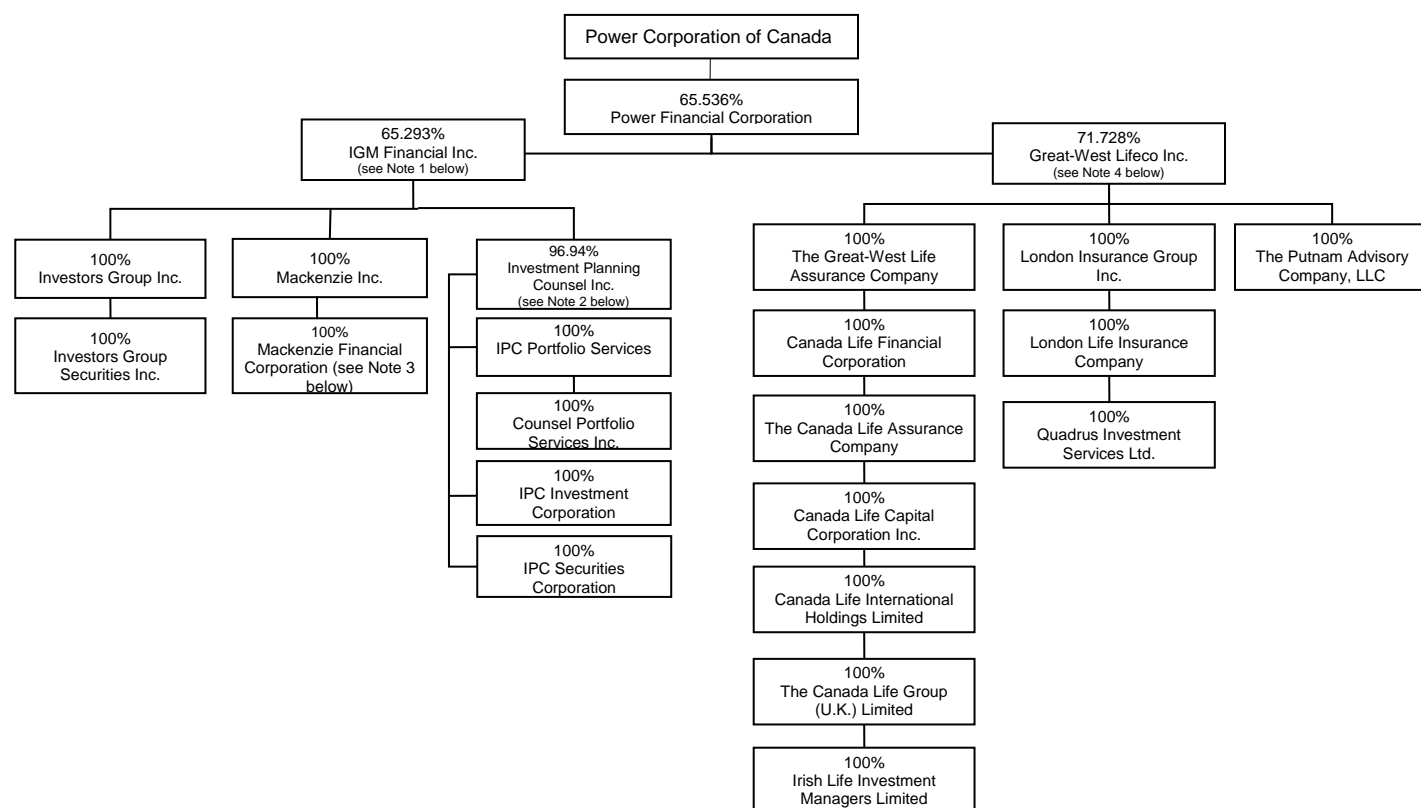 Power Corporation of Canada
65.536%
Power Financial Corporation
65.293%
IGM Financial Inc.
(see Note 1 below)
71.728%
Great-West Lifeco Inc.
(see Note 4 below)
100%
Investors Group Inc.
100%
Investors Group
Securities Inc.
100%
Mackenzie Inc.
100%
Mackenzie Financial
Corporation (see Note 3
below)
96.94%
Investment Planning
Counsel Inc.
(see Note 2 below)
100%
IPC Portfolio Services
100%
Counsel Portfolio
Services Inc.
100%
IPC Investment
Corporation
100%
IPC Securities
Corporation
100%
The Great-West Life
Assurance Company
100%
Canada Life Financial
Corporation
100%
The Canada Life Assurance
Company
100%
Canada Life Capital
Corporation Inc.
100%
Canada Life International
Holdings Limited
100%
The Canada Life Group
(U.K.) Limited
100%
Irish Life Investment
Managers Limited
100%
London Insurance Group
Inc.
100%
London Life Insurance
Company
100%
Quadrus Investment
Services Ltd.
100%
The Putnam Advisory
Company, LLC